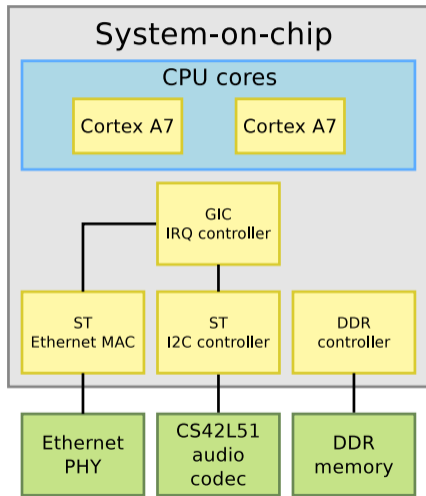 System-on-chip
CPU cores
Cortex A7
Cortex A7
GIC
IRQ controller
ST
Ethernet MAC
ST
I2C controller
DDR
controller
Ethernet
PHY
CS42L51
audio
codec
DDR
memory